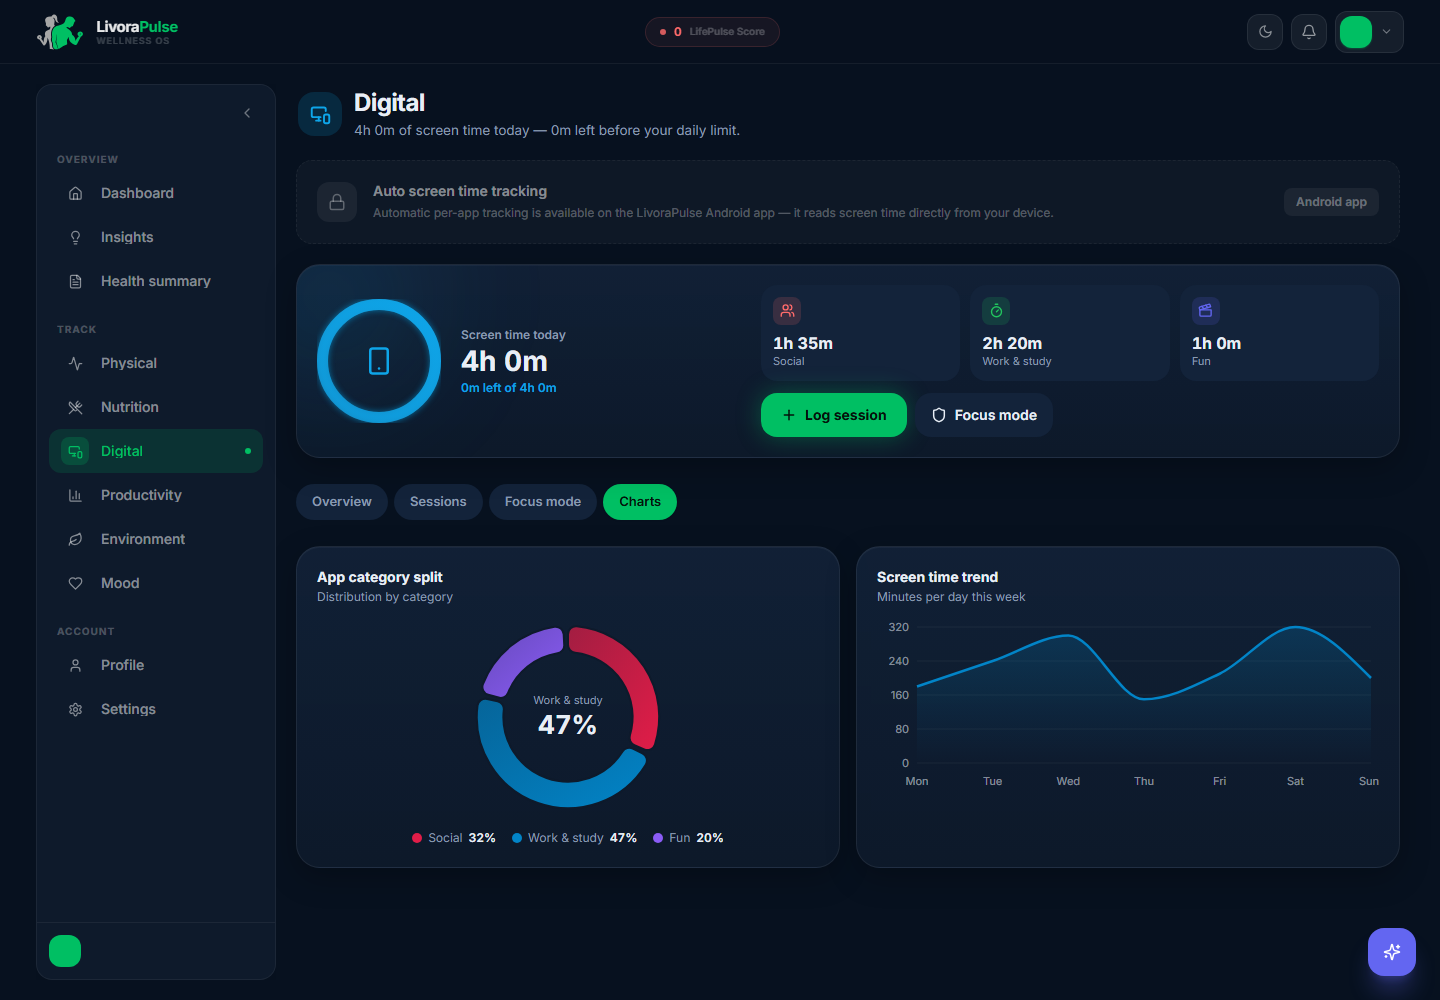 LivoraPulse
WELLNESS OS
0 LifePulse Score
OVERVIEW
Dashboard
Insights
Health summary
TRACK
Physical
Nutrition
Digital
Productivity
Environment
Mood
ACCOUNT
Profile
Settings
Digital
4h 0m of screen time today — 0m left before your daily limit.
Auto screen time tracking
Automatic per-app tracking is available on the LivoraPulse Android app — it reads screen time directly from your device.
Android app
Screen time today
4h 0m
0m left of 4h 0m
1h 35m
Social
2h 20m
Work & study
1h 0m
Fun
Log session
Focus mode
Overview
Sessions
Focus mode
Charts
App category split
Distribution by category
Work & study
47%
Social 32%
Work & study 47%
Fun 20%
Screen time trend
Minutes per day this week
320
240
160
80
0
Mon Tue Wed Thu Fri Sat Sun